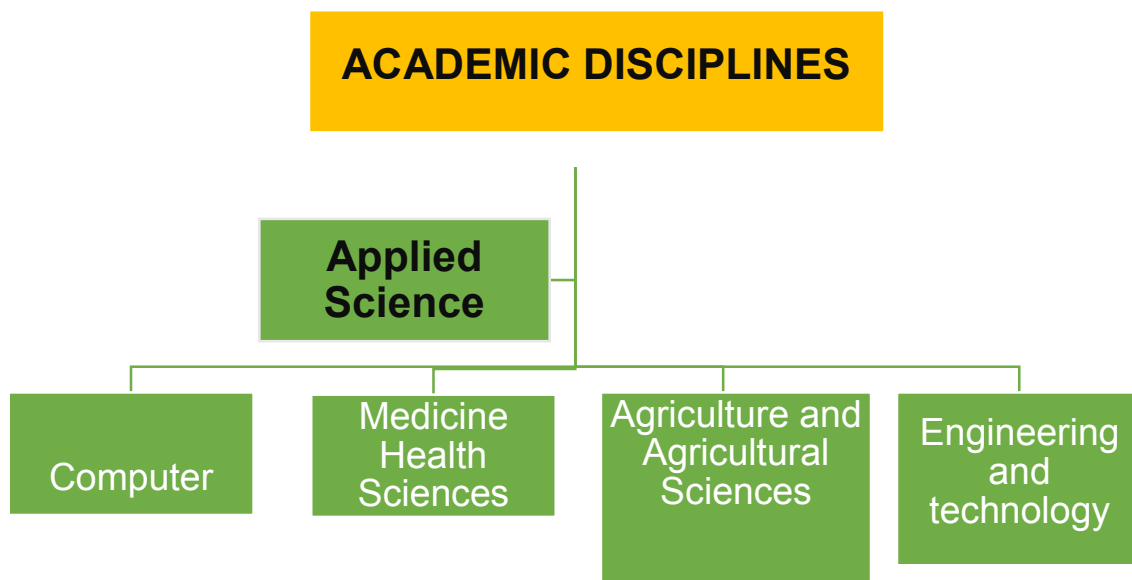 ACADEMIC DISCIPLINES
Applied
Science
Computer
Medicine
Health
Sciences
Agriculture and
Agricultural
Sciences
Engineering
and
technology